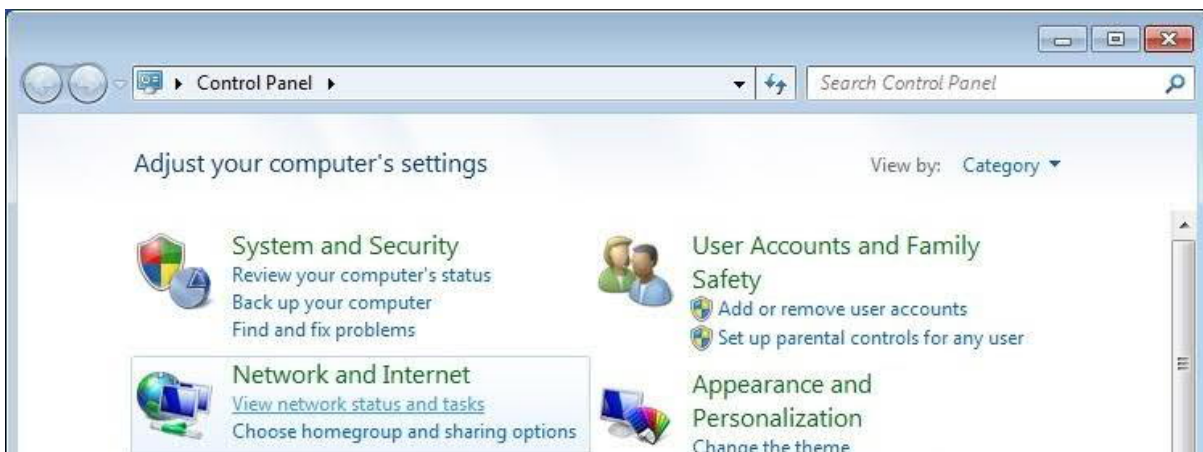 Control Panel
Search Control Panel
Adjust your computer's settings
View by: Category
System and Security
Review your computer's status
Back up your computer
Find and fix problems
Network and Internet
View network status and tasks
Choose homegroup and sharing options
User Accounts and Family
Safety
Add or remove user accounts
Set up parental controls for any user
Appearance and
Personalization
Change the theme